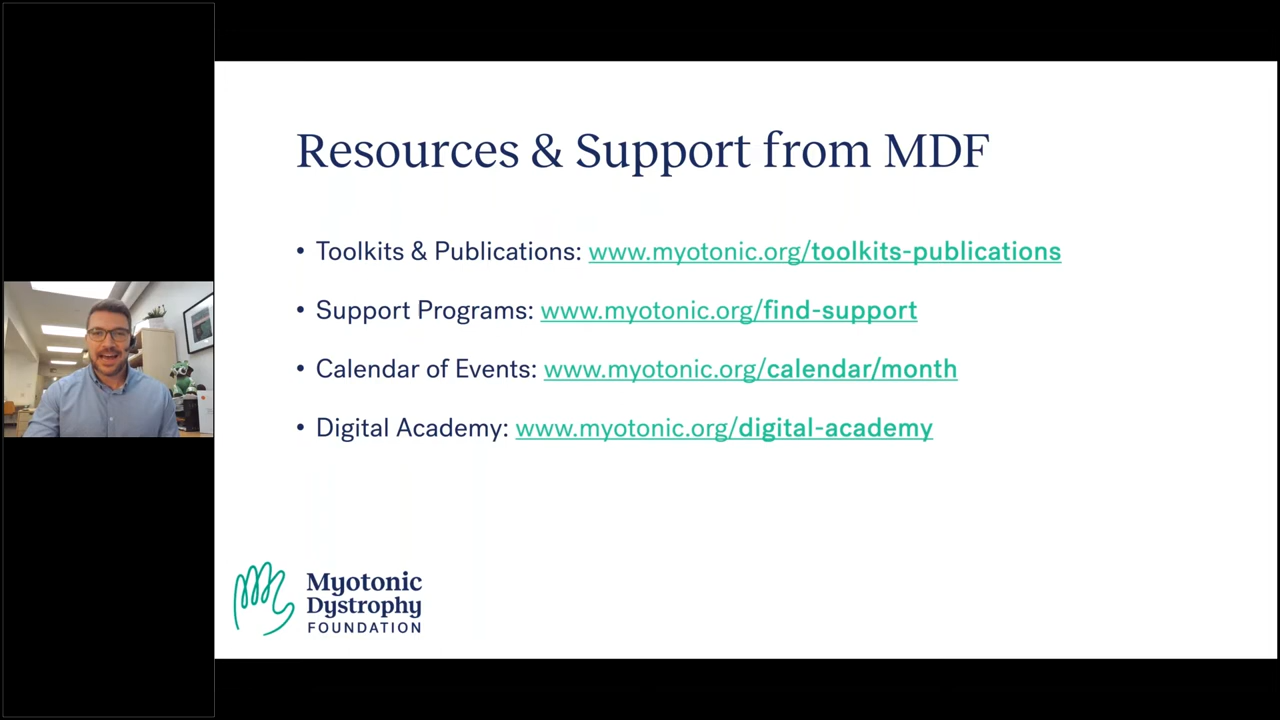 Resources & Support from MDF
• Toolkits & Publications: www.myotonic.org/toolkits-publications
• Support Programs: www.myotonic.org/find-support
• Calendar of Events: www.myotonic.org/calendar/month
• Digital Academy: www.myotonic.org/digital-academy
Myotonic
Dystrophy
FOUNDATION